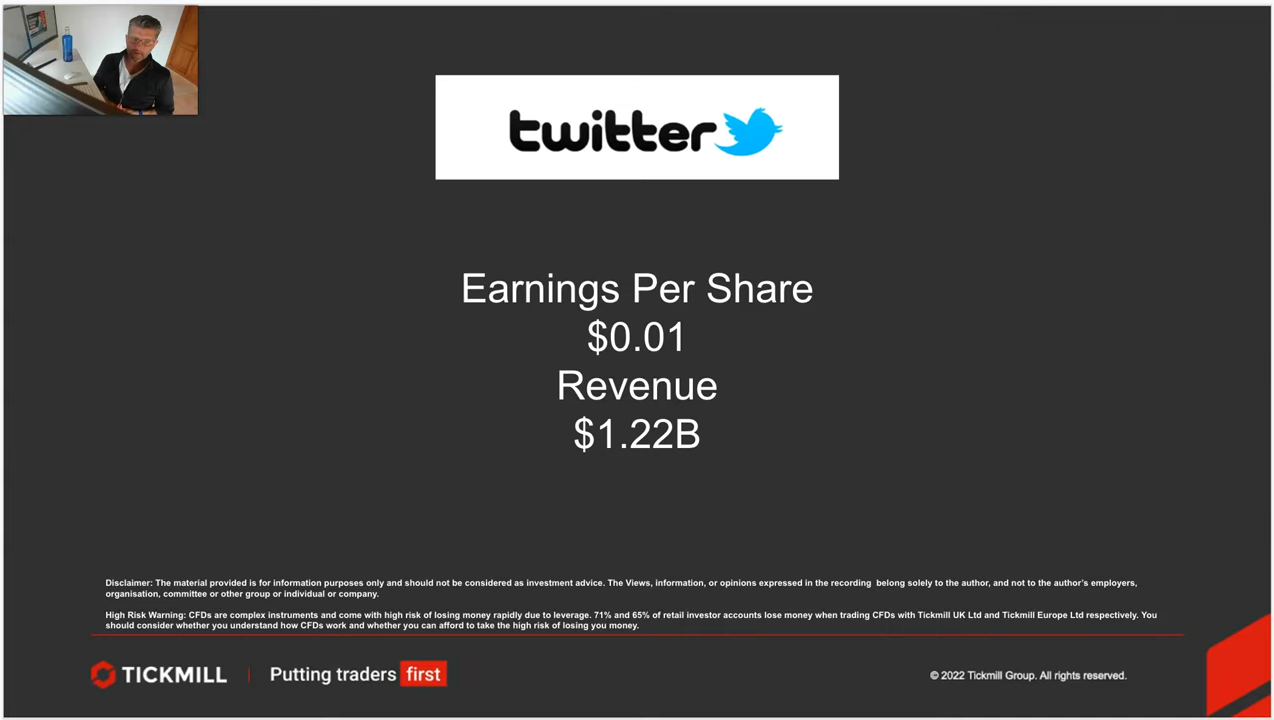 twitter
Earnings Per Share
$0.01
Revenue
$1.22B
Disclaimer: The material provided is for information purposes only and should not be considered as investment advice. The Views, information, or opinions expressed in the recording belong solely to the author, and not to the author's employers,
organisation, committee or other group or individual or company.
High Risk Warning: CFDs are complex instruments and come with high risk of losing money rapidly due to leverage. 71% and 65% of retail investor accounts lose money when trading CFDs with Tickmill UK Ltd and Tickmill Europe Ltd respectively. You
should consider whether you understand how CFDs work and whether you can afford to take the high risk of losing you money.
TICKMILL | Putting traders first
© 2022 Tickmill Group. All rights reserved.